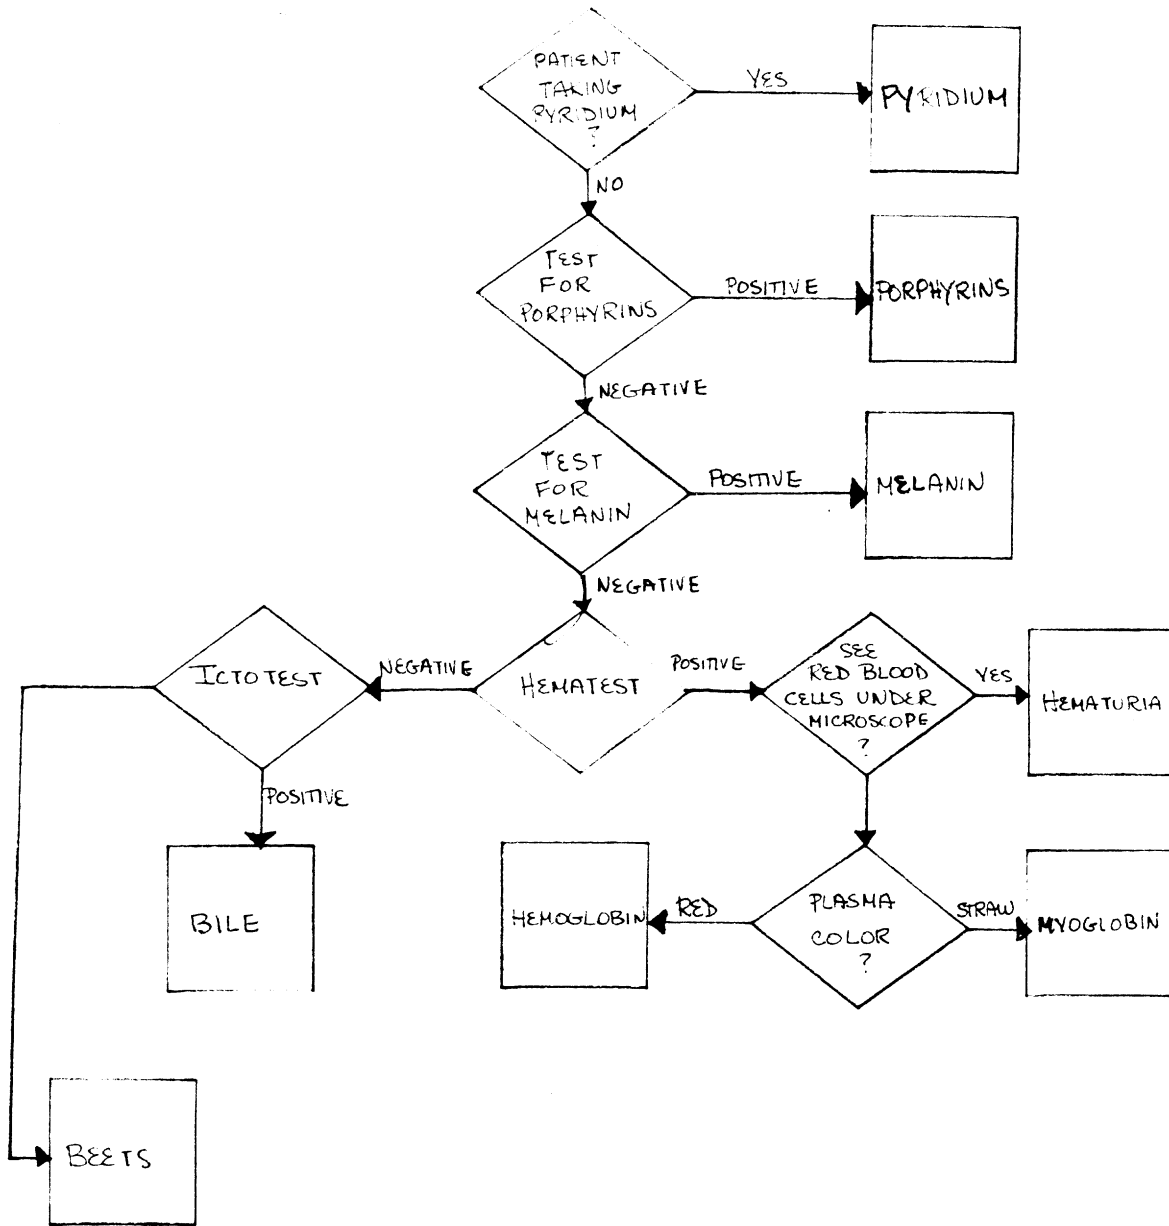 PATIENT
TAKING
PYRIDIUM
?
YES
PYRIDIUM
NO
TEST
FOR
PORPHYRINS
POSITIVE
PORPHYRINS
NEGATIVE
TEST
FOR
MELANIN
POSITIVE
MELANIN
NEGATIVE
ICTOTEST
NEGATIVE
HEMATEST
POSITIVE
SEE
RED BLOOD
CELLS UNDER
MICROSCOPE
?
YES
HEMATURIA
POSITIVE
BILE
HEMOGLOBIN
RED
PLASMA
COLOR
?
STRAW
MYOGLOBIN
BEETS